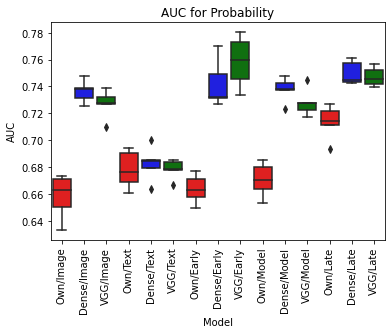 AUC for Probability
0.78
0.76
0.74
0.72
0.70
0.68
0.66
0.64
AUC
Own/Image
Dense/Image
VGG/Image
Own/Text
Dense/Text
VGG/Text
Own/Early
Dense/Early
VGG/Early
Own/Model
Dense/Model
VGG/Model
Own/Late
Dense/Late
VGG/Late
Model